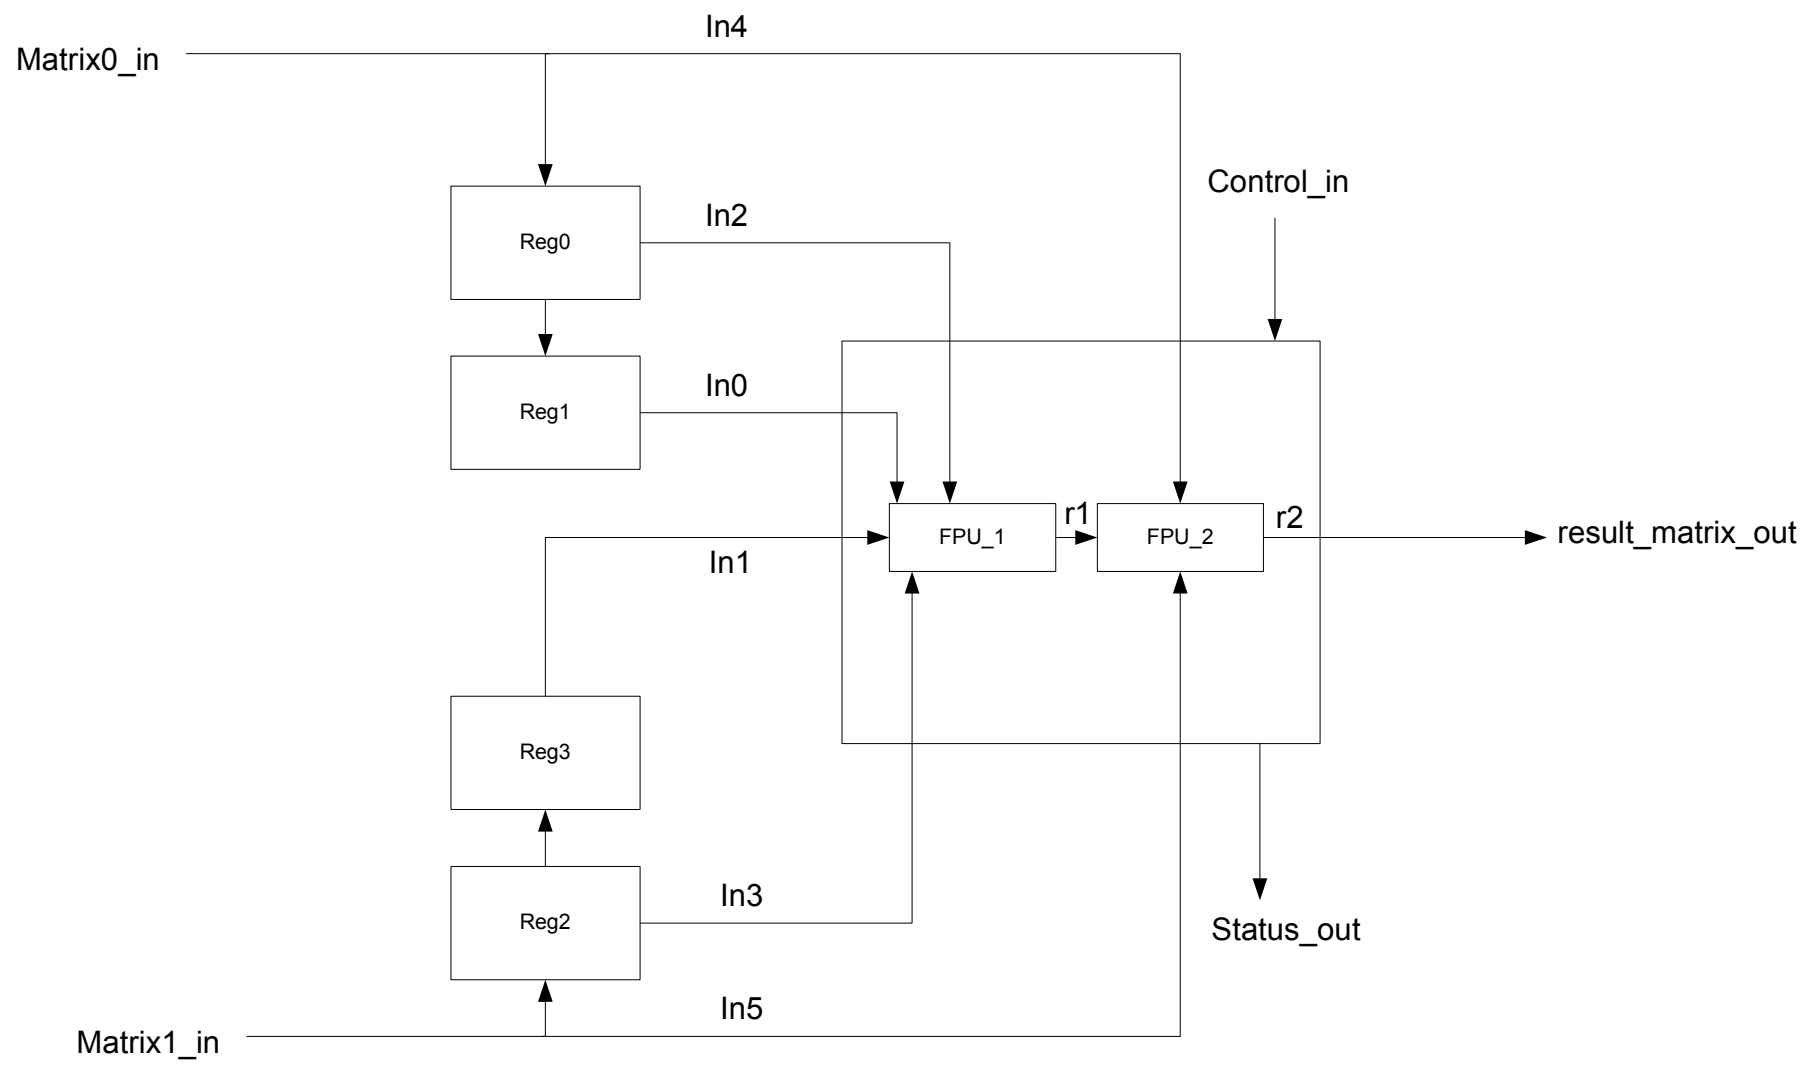 In4
Matrix0_in
Control_in
In2
Reg0
In0
Reg1
r1
r2
FPU_1
FPU_2
result_matrix_out
In1
Reg3
In3
Reg2
Status_out
In5
Matrix1_in